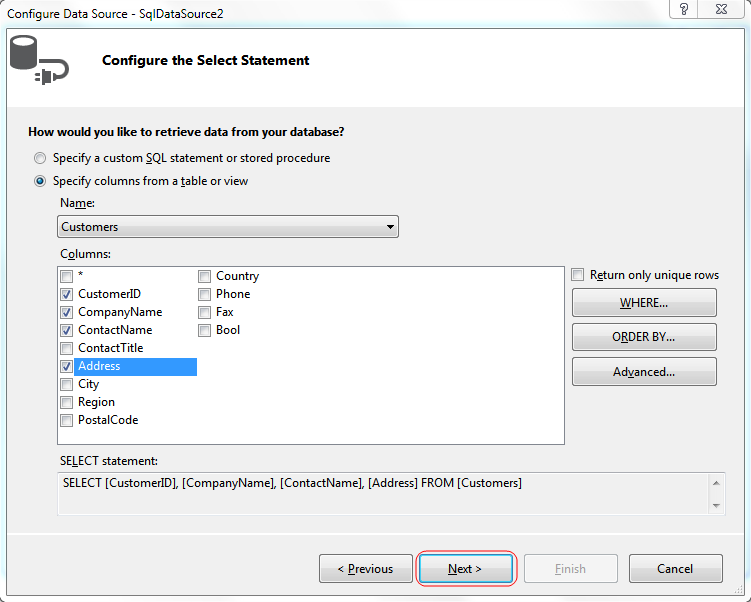 Configure Data Source - SqlDataSource2
Configure the Select Statement
How would you like to retrieve data from your database?
Specify a custom SQL statement or stored procedure
Specify columns from a table or view
Name:
Customers
Columns:
*
CustomerID
CompanyName
ContactName
ContactTitle
Address
City
Region
PostalCode
Country
Phone
Fax
Bool
Return only unique rows
WHERE...
ORDER BY...
Advanced...
SELECT statement:
SELECT [CustomerID], [CompanyName], [ContactName], [Address] FROM [Customers]
< Previous
Next >
Finish
Cancel